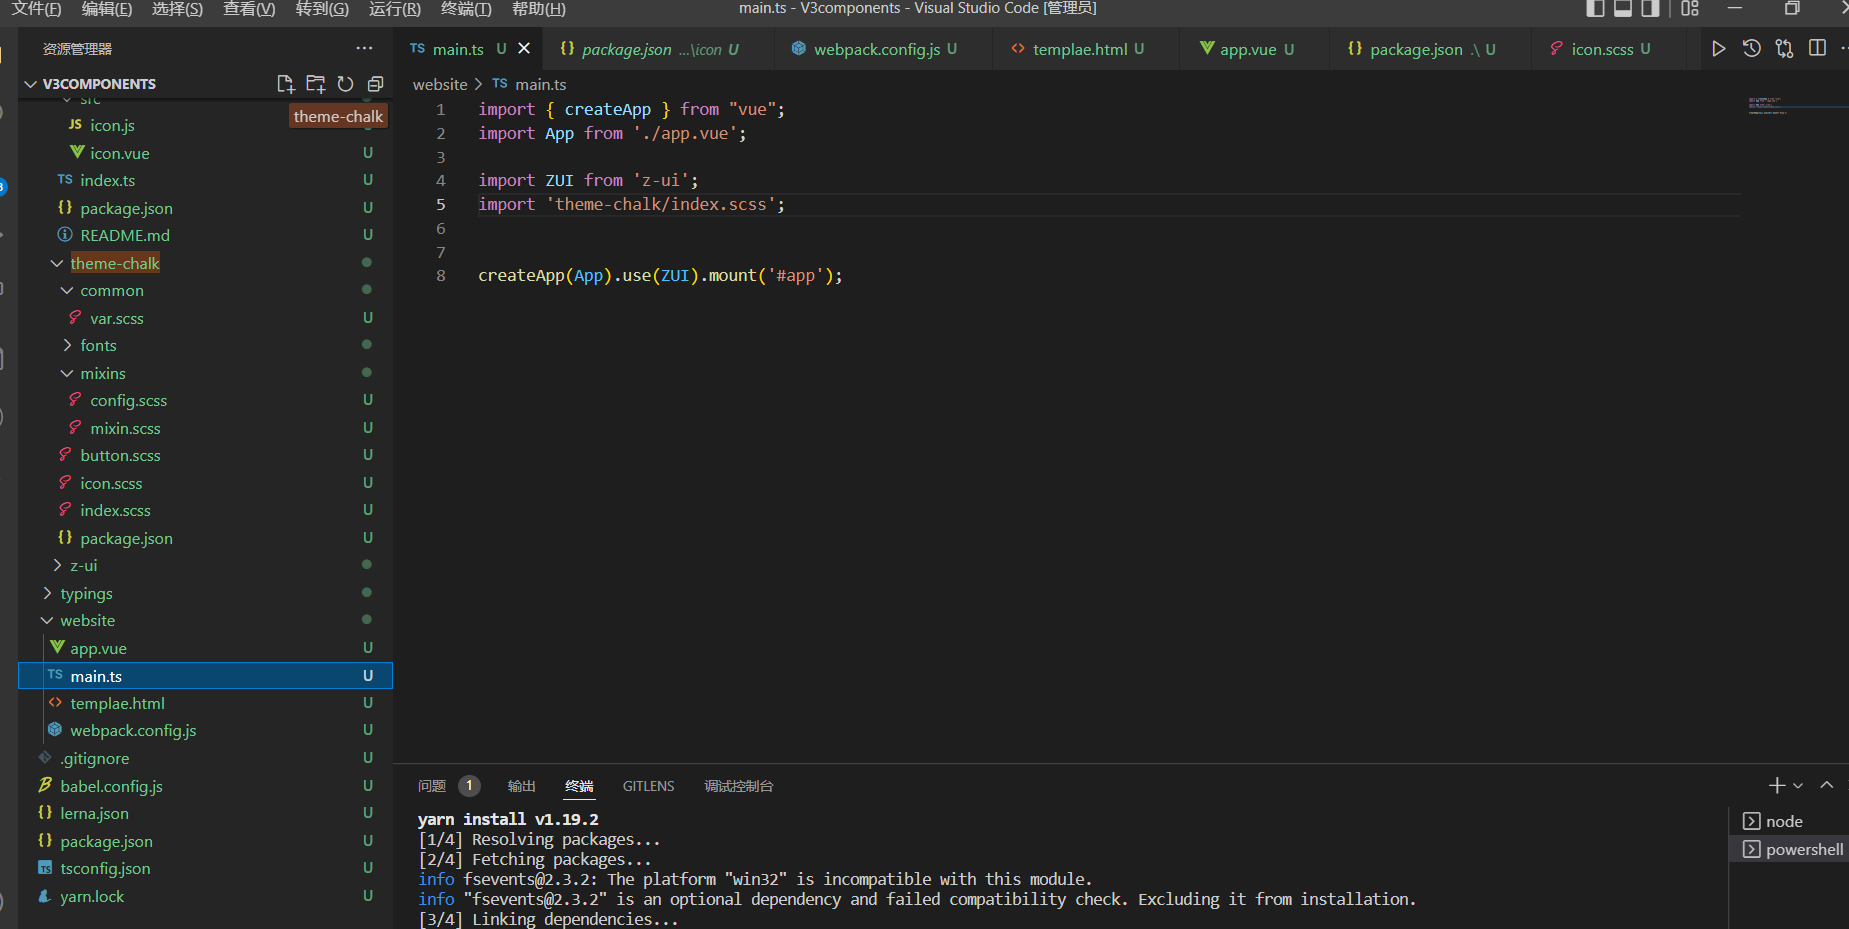 文件(F) 编辑(E) 选择(S) 查看(V) 转到(G) 运行(R) 终端(T) 帮助(H) main.ts - V3components - Visual Studio Code [管理员]
资源管理器 ···
V3COMPONENTS
src
theme-chalk
JS icon.js
icon.vue U
TS index.ts U
{} package.json U
README.md U
theme-chalk
common
var.scss U
fonts
mixins
config.scss U
mixin.scss U
button.scss U
icon.scss U
index.scss U
{} package.json U
z-ui
typings
website
app.vue U
TS main.ts U
<> templae.html U
webpack.config.js U
.gitignore U
babel.config.js U
{} lerna.json U
{} package.json U
TS tsconfig.json U
yarn.lock U
TS main.ts U {} package.json ...\icon U webpack.config.js U <> templae.html U app.vue U {} package.json .\ U icon.scss U
website > TS main.ts
1 import { createApp } from "vue";
2 import App from './app.vue';
3
4 import ZUI from 'z-ui';
5 import 'theme-chalk/index.scss';
6
7
8 createApp(App).use(ZUI).mount('#app');
问题 1 输出 终端 GITLENS 调试控制台
yarn install v1.19.2
[1/4] Resolving packages...
[2/4] Fetching packages...
info fsevents@2.3.2: The platform "win32" is incompatible with this module.
info "fsevents@2.3.2" is an optional dependency and failed compatibility check. Excluding it from installation.
[3/4] Linking dependencies...
node
powershell